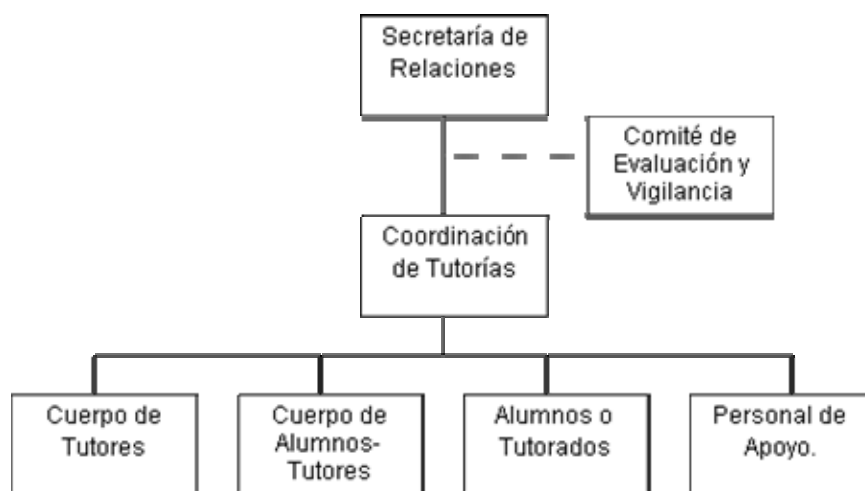 Secretaría de
Relaciones
Comité de
Evaluación y
Vigilancia
Coordinación
de Tutorías
Cuerpo de
Tutores
Cuerpo de
Alumnos-
Tutores
Alumnos o
Tutorados
Personal de
Apoyo.